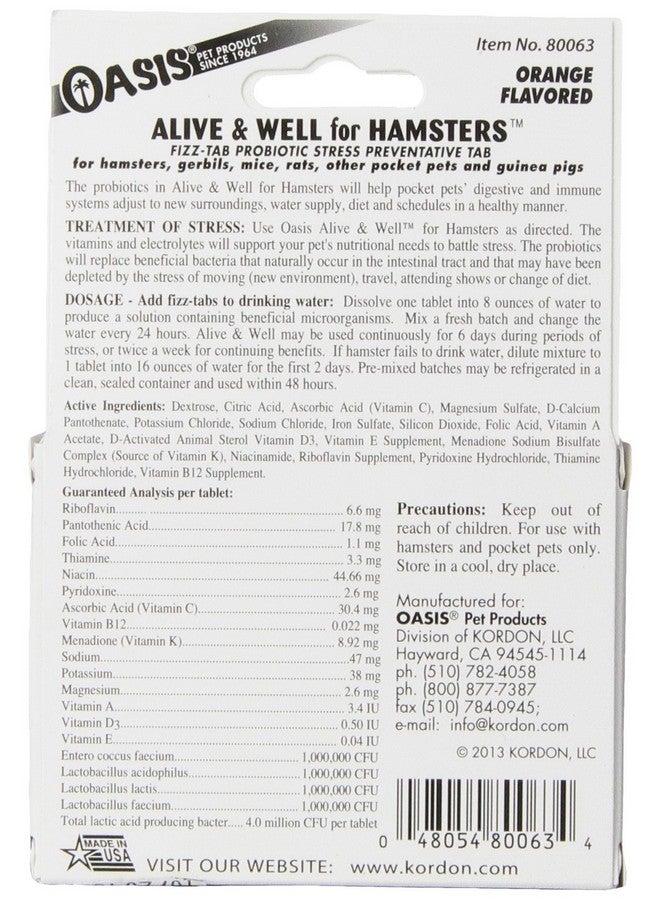 OASIS® PET PRODUCTS
SINCE 1964
Item No. 80063
ORANGE
FLAVORED
ALIVE & WELL for HAMSTERS™
FIZZ-TAB PROBIOTIC STRESS PREVENTATIVE TAB
for hamsters, gerbils, mice, rats, other pocket pets and guinea pigs
The probiotics in Alive & Well for Hamsters will help pocket pets' digestive and immune
systems adjust to new surroundings, water supply, diet and schedules in a healthy manner.
TREATMENT OF STRESS: Use Oasis Alive & Well™ for Hamsters as directed. The
vitamins and electrolytes will support your pet's nutritional needs to battle stress. The probiotics
will replace beneficial bacteria that naturally occur in the intestinal tract and that may have been
depleted by the stress of moving (new environment), travel, attending shows or change of diet.
DOSAGE - Add fizz-tabs to drinking water: Dissolve one tablet into 8 ounces of water to
produce a solution containing beneficial microorganisms. Mix a fresh batch and change the
water every 24 hours. Alive & Well may be used continuously for 6 days during periods of
stress, or twice a week for continuing benefits. If hamster fails to drink water, dilute mixture to
1 tablet into 16 ounces of water for the first 2 days. Pre-mixed batches may be refrigerated in a
clean, sealed container and used within 48 hours.
Active Ingredients: Dextrose, Citric Acid, Ascorbic Acid (Vitamin C), Magnesium Sulfate, D-Calcium
Pantothenate, Potassium Chloride, Sodium Chloride, Iron Sulfate, Silicon Dioxide, Folic Acid, Vitamin A
Acetate, D-Activated Animal Sterol Vitamin D3, Vitamin E Supplement, Menadione Sodium Bisulfate
Complex (Source of Vitamin K), Niacinamide, Riboflavin Supplement, Pyridoxine Hydrochloride, Thiamine
Hydrochloride, Vitamin B12 Supplement.
Guaranteed Analysis per tablet:
Riboflavin 6.6 mg
Pantothenic Acid 17.8 mg
Folic Acid 1.1 mg
Thiamine 3.3 mg
Niacin 44.66 mg
Pyridoxine 2.6 mg
Ascorbic Acid (Vitamin C) 30.4 mg
Vitamin B12 0.022 mg
Menadione (Vitamin K) 8.92 mg
Sodium 47 mg
Potassium 38 mg
Magnesium 2.6 mg
Vitamin A 3.4 IU
Vitamin D3 0.50 IU
Vitamin E 0.04 IU
Entero coccus faecium 1,000,000 CFU
Lactobacillus acidophilus 1,000,000 CFU
Lactobacillus lactis 1,000,000 CFU
Lactobacillus faecium 1,000,000 CFU
Total lactic acid producing bacter..... 4.0 million CFU per tablet
Precautions: Keep out of
reach of children. For use with
hamsters and pocket pets only.
Store in a cool, dry place.
Manufactured for:
OASIS® Pet Products
Division of KORDON, LLC
Hayward, CA 94545-1114
ph. (510) 782-4058
ph. (800) 877-7387
fax (510) 784-0945;
e-mail: info@kordon.com
© 2013 KORDON, LLC
0 48054 80063 4
MADE IN
USA
VISIT OUR WEBSITE: www.kordon.com